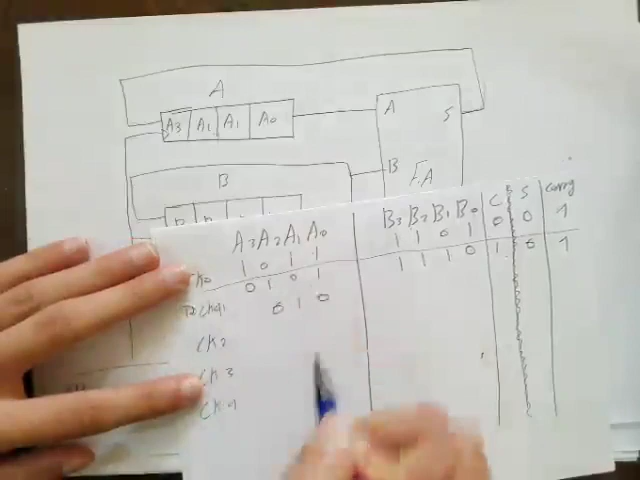 A
A3 A1 A1 A0
A S
B
B FA
A3 A2 A1 A0 B3 B2 B1 B0 C S carry
1 0 1 1 1 1 0 1 0 0 1
0 1 0 1 1 1 1 0 1 0 1
CK1 0 1 0
CK2
CK3
CK4